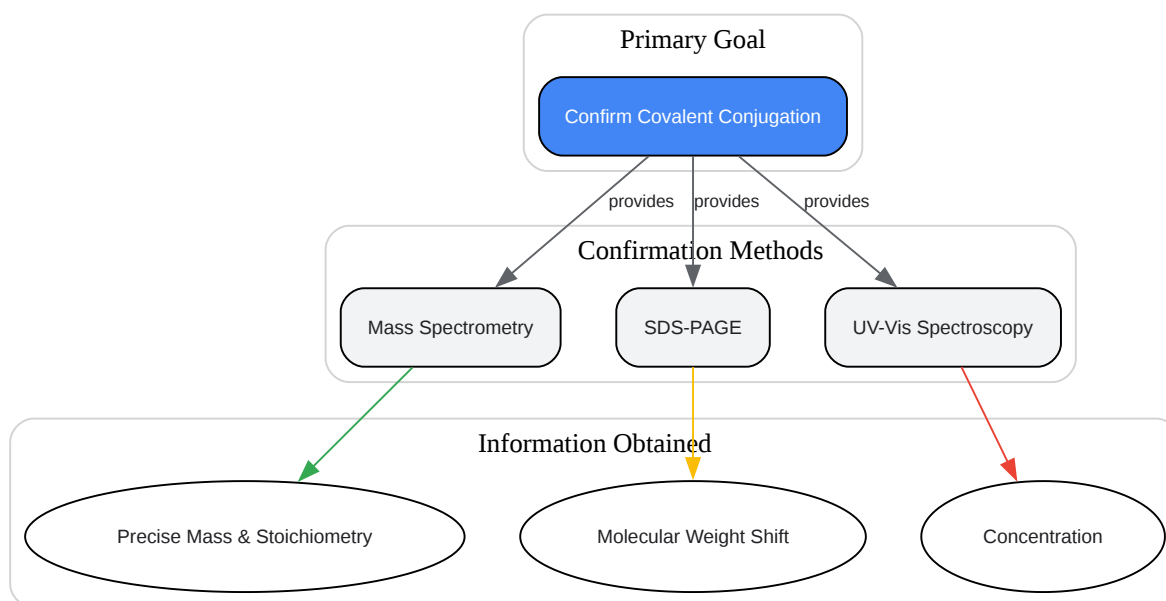 Primary Goal
Confirm Covalent Conjugation
provides provides provides
Confirmation Methods
Mass Spectrometry SDS-PAGE UV-Vis Spectroscopy
Information Obtained
Precise Mass & Stoichiometry Molecular Weight Shift Concentration